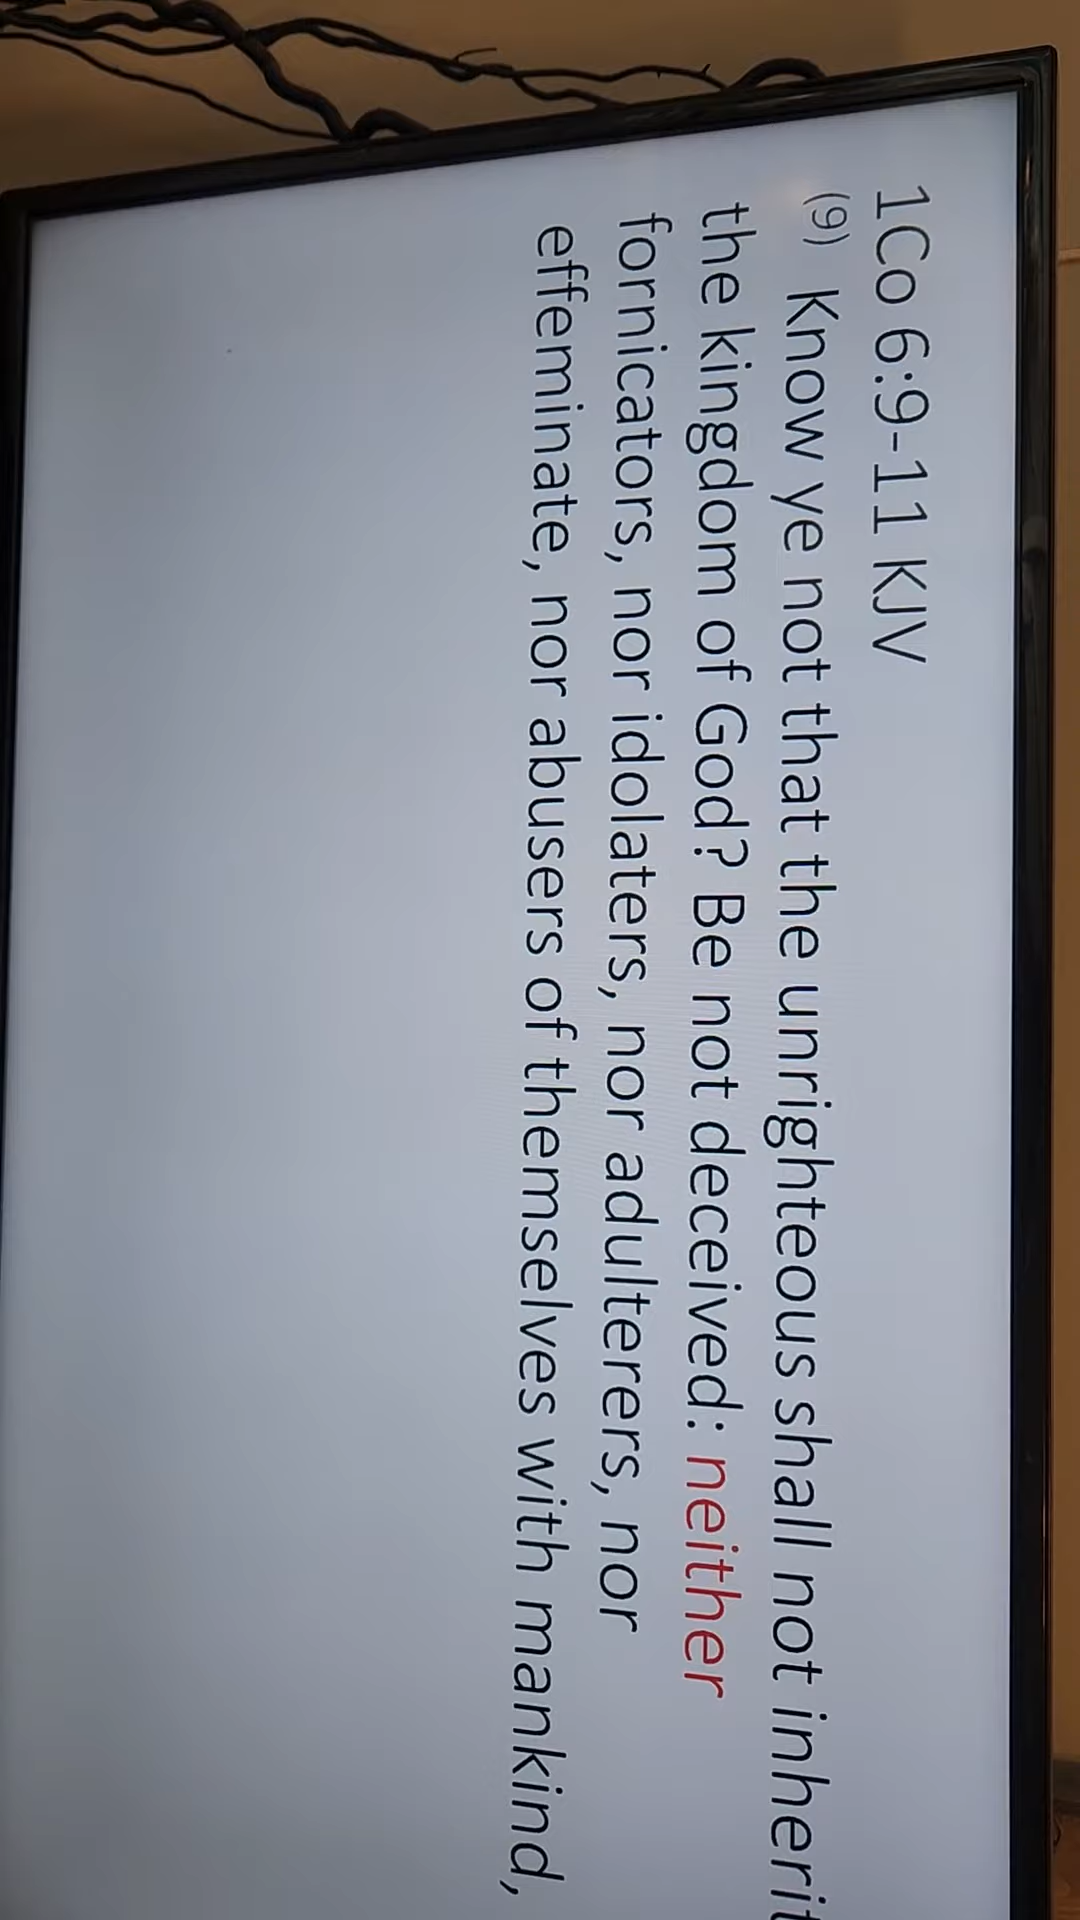 1Co 6:9-11 KJV
(9) Know ye not that the unrighteous shall not inherit
the kingdom of God? Be not deceived: neither
fornicators, nor idolaters, nor adulterers, nor
effeminate, nor abusers of themselves with mankind,